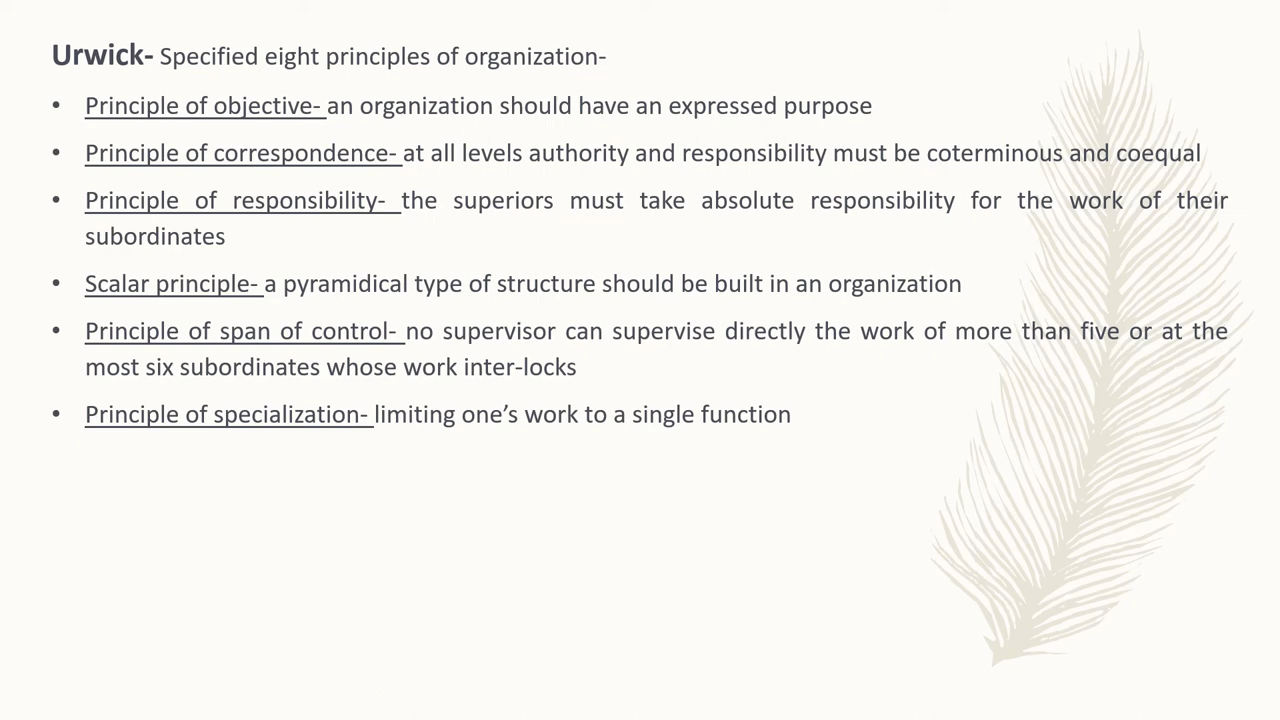 Urwick- Specified eight principles of organization-
• Principle of objective- an organization should have an expressed purpose
• Principle of correspondence- at all levels authority and responsibility must be coterminous and coequal
• Principle of responsibility- the superiors must take absolute responsibility for the work of their
subordinates
• Scalar principle- a pyramidical type of structure should be built in an organization
• Principle of span of control- no supervisor can supervise directly the work of more than five or at the
most six subordinates whose work inter-locks
• Principle of specialization- limiting one’s work to a single function